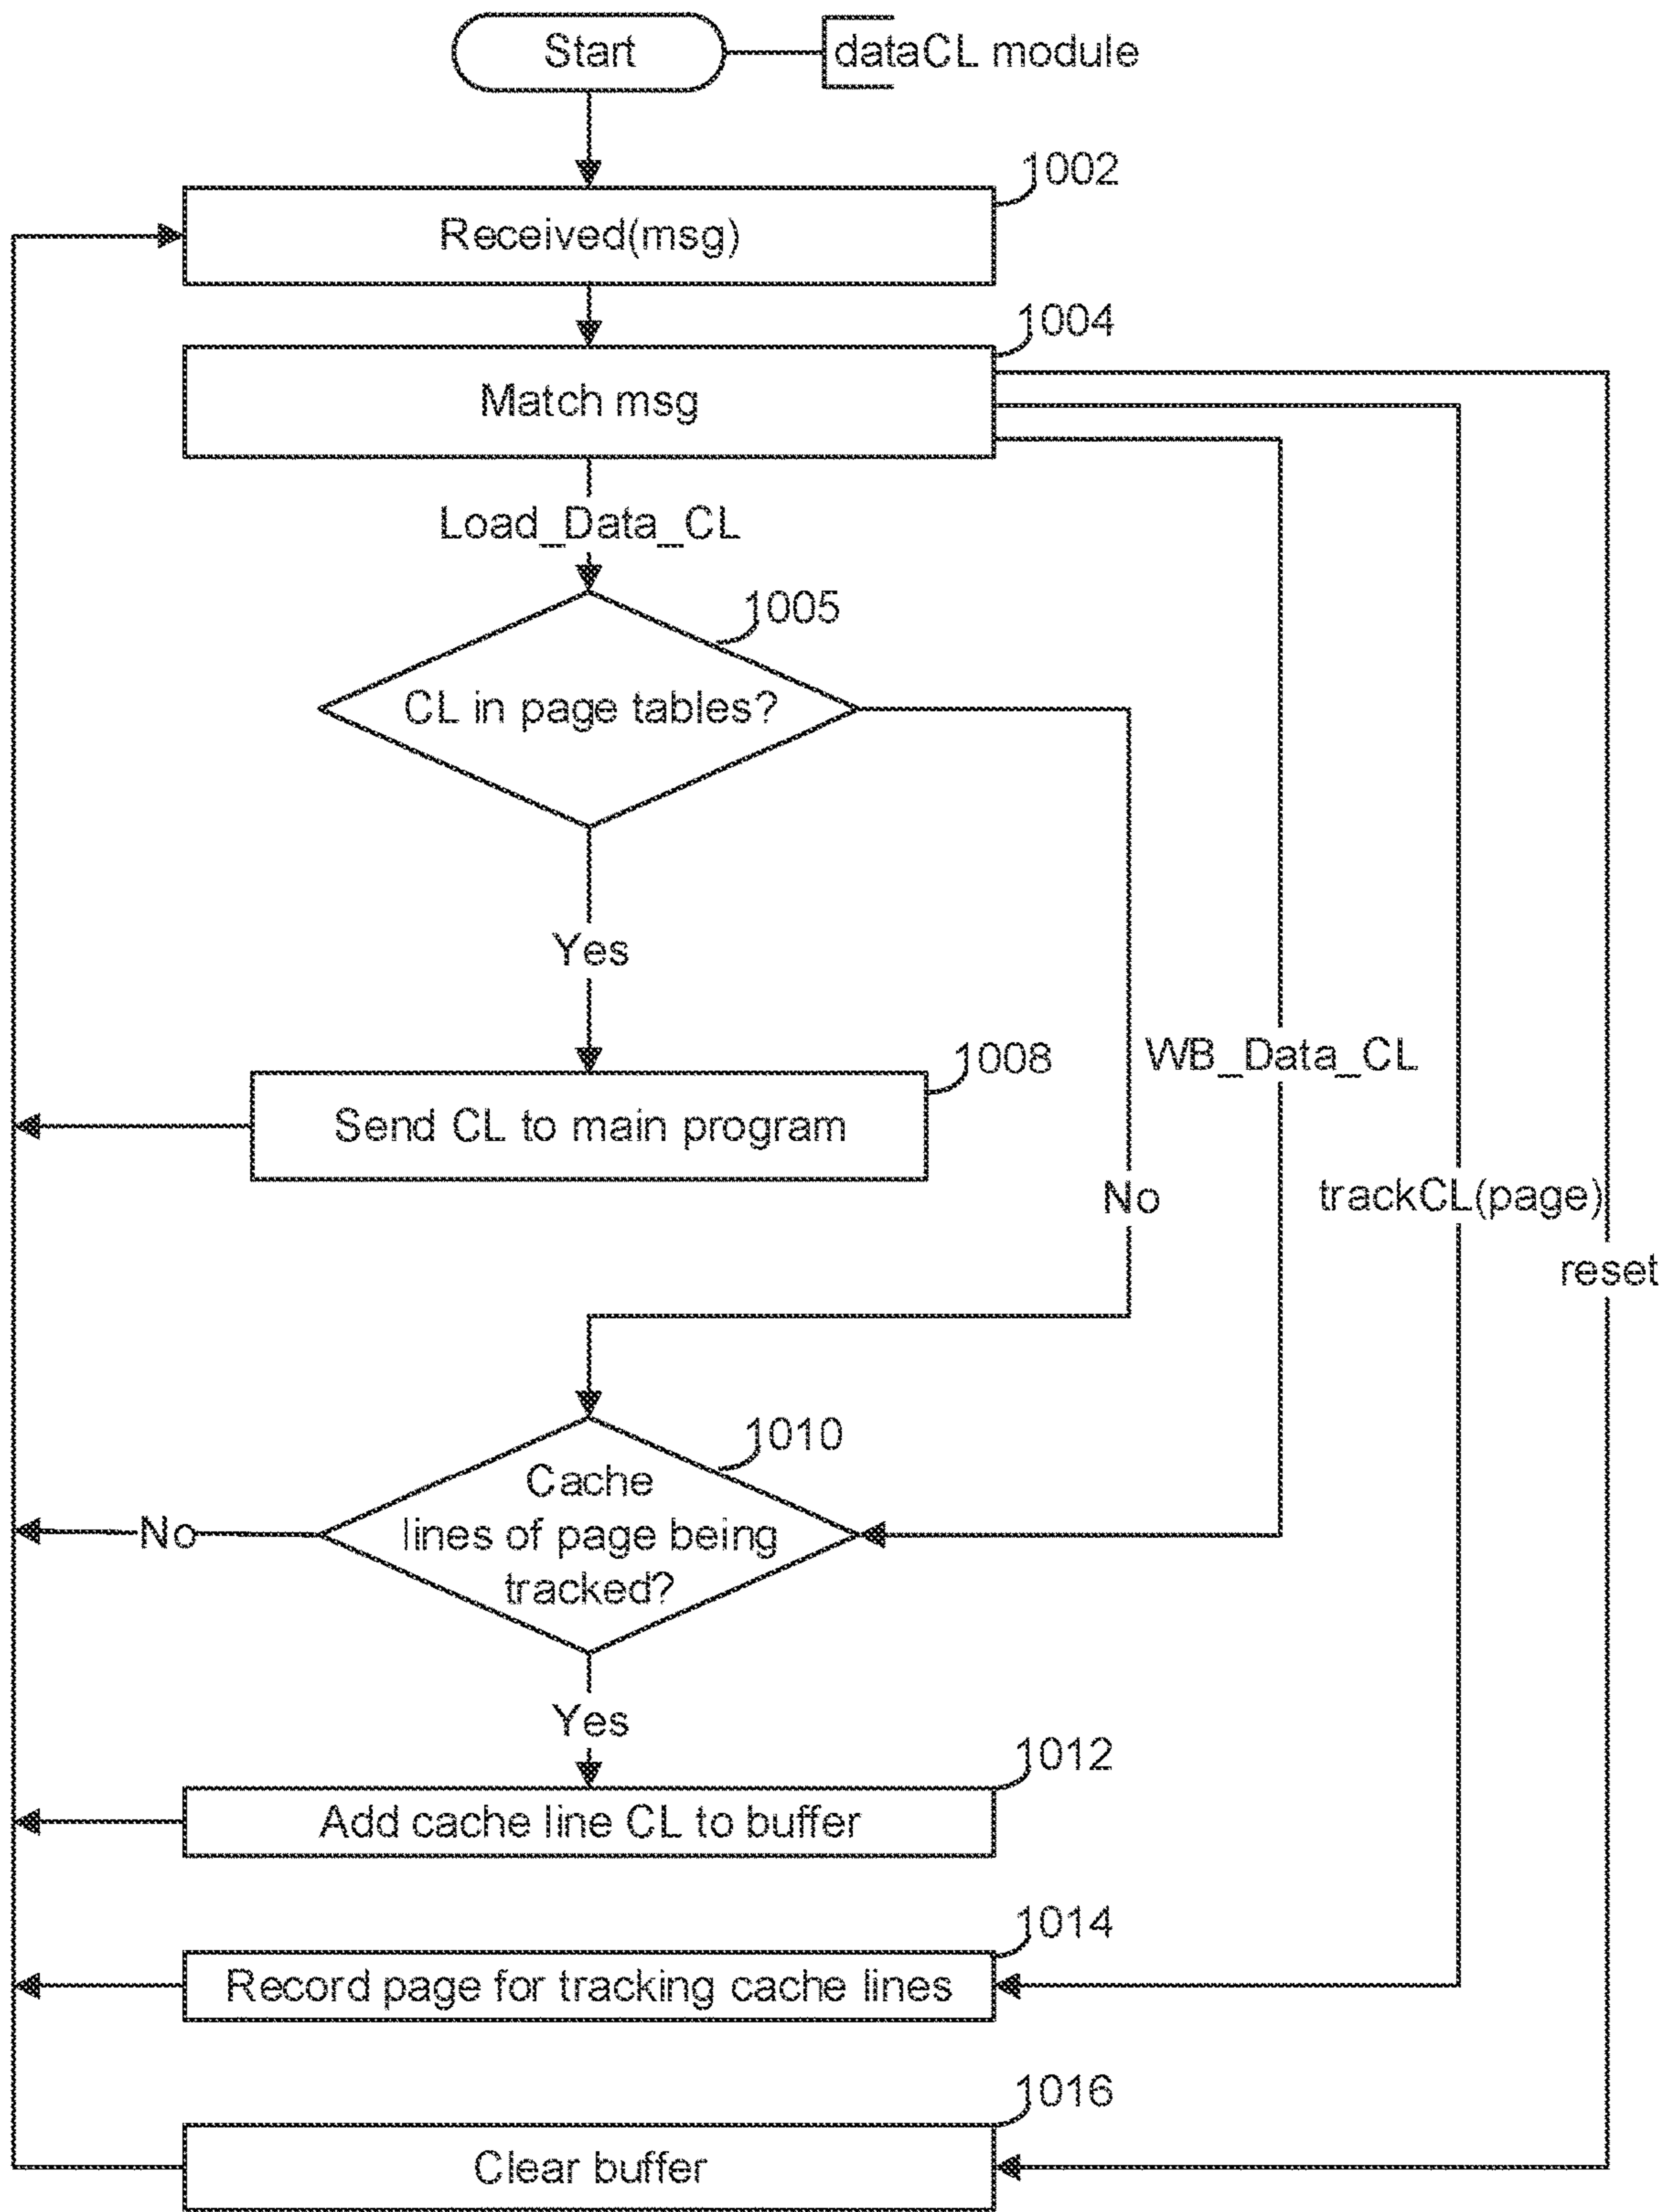 Start
dataCL module
1002
Received(msg)
1004
Match msg
Load_Data_CL
1005
CL in page tables?
Yes
1008
WB_Data_CL
Send CL to main program
No
trackCL(page)
reset
1010
Cache
lines of page being
tracked?
No
Yes
1012
Add cache line CL to buffer
1014
Record page for tracking cache lines
1016
Clear buffer